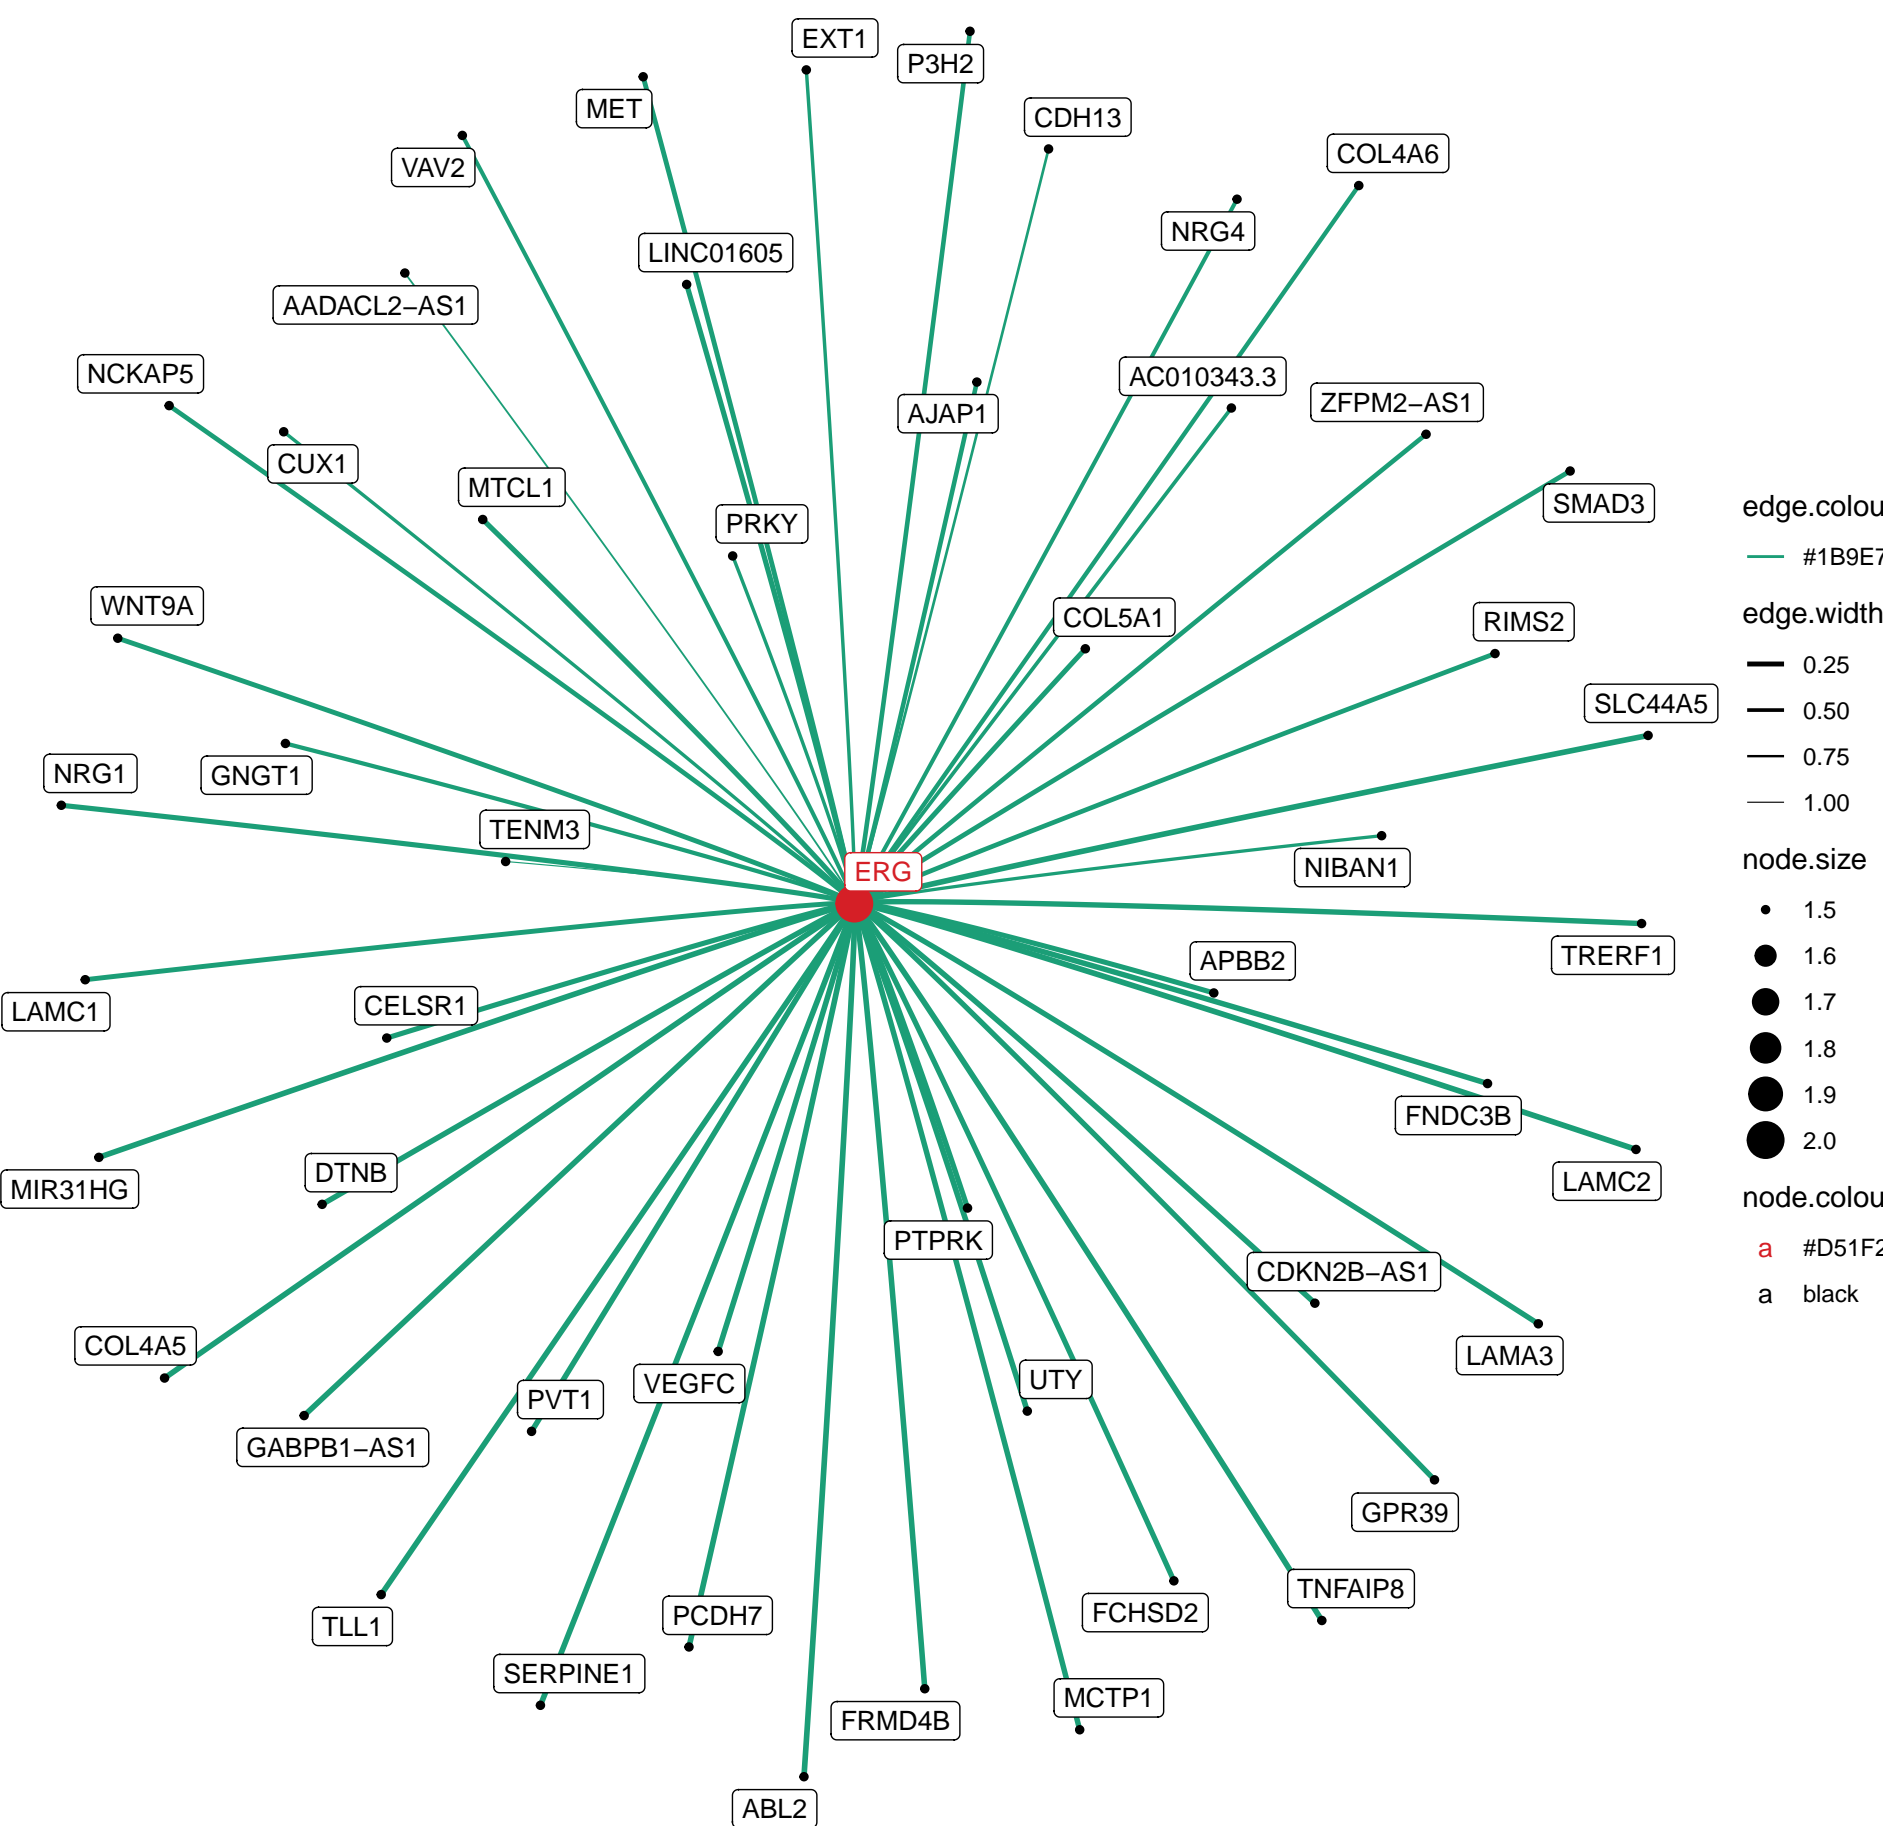 EXT1
P3H2
MET
CDH13
COL4A6
VAV2
NRG4
LINC01605
AADACL2−AS1
NCKAP5
AC010343.3
ZFPM2−AS1
AJAP1
CUX1
MTCL1
SMAD3
PRKY
WNT9A
COL5A1
RIMS2
SLC44A5
NRG1
GNGT1
TENM3
ERG
NIBAN1
TRERF1
APBB2
LAMC1
CELSR1
FNDC3B
DTNB
LAMC2
MIR31HG
PTPRK
CDKN2B−AS1
COL4A5
LAMA3
UTY
VEGFC
PVT1
GABPB1−AS1
GPR39
TNFAIP8
FCHSD2
PCDH7
TLL1
SERPINE1
MCTP1
FRMD4B
ABL2
edge.colou
#1B9E7
edge.width
0.25
0.50
0.75
1.00
node.size
1.5
1.6
1.7
1.8
1.9
2.0
node.colou
a #D51F2
a black